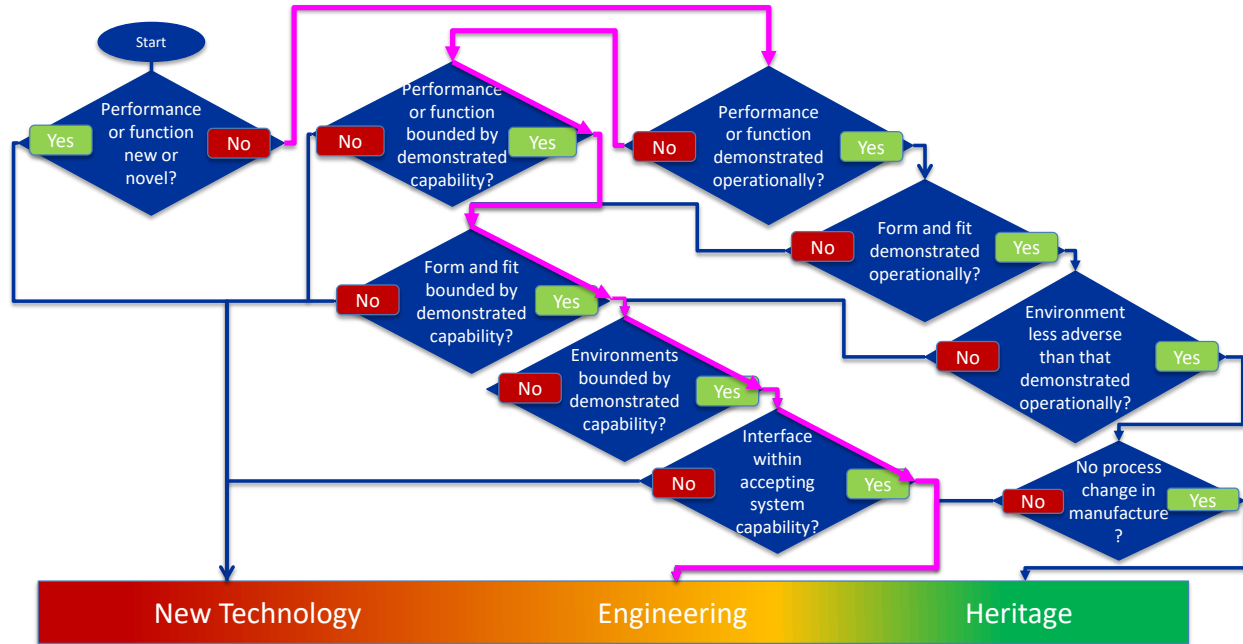 Start
Performance
or function
new or
novel?
Yes
No
Performance
or function
bounded by
demonstrated
capability?
No
Yes
Performance
or function
demonstrated
operationally?
No
Yes
Form and fit
demonstrated
operationally?
No
Yes
Form and fit
bounded by
demonstrated
capability?
No
Yes
Environment
less adverse
than that
demonstrated
operationally?
No
Yes
Environments
bounded by
demonstrated
capability?
No
Yes
Interface
within
accepting
system
capability?
No
Yes
No process
change in
manufacture
?
No
Yes
New Technology
Engineering
Heritage